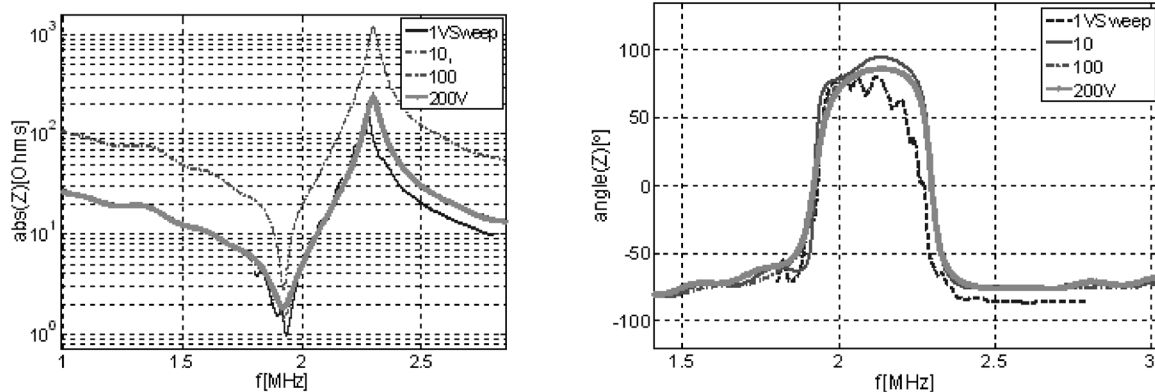 10³
10²
10¹
10⁰
abs(Z)[Ohms]
1 1.5 2 2.5
f[MHz]
1VSweep
10,
100
200V
100
50
0
-50
-100
angle(Z)[°]
1.5 2 2.5 3
f[MHz]
1VSweep
10
100
200V